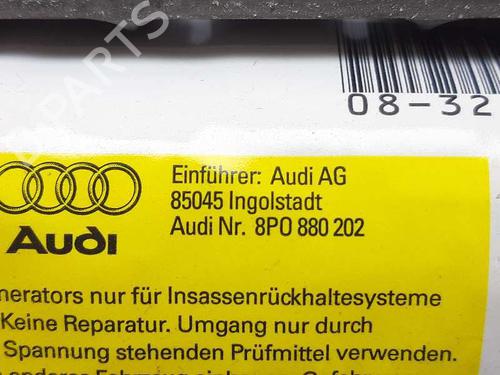 PARTS
08-32
Einführer: Audi AG
85045 Ingolstadt
Audi Nr. 8P0 880 202
Audi
nerators nur für Insassenrückhaltesysteme
Keine Reparatur. Umgang nur durch
Spannung stehenden Prüfmittel verwenden.